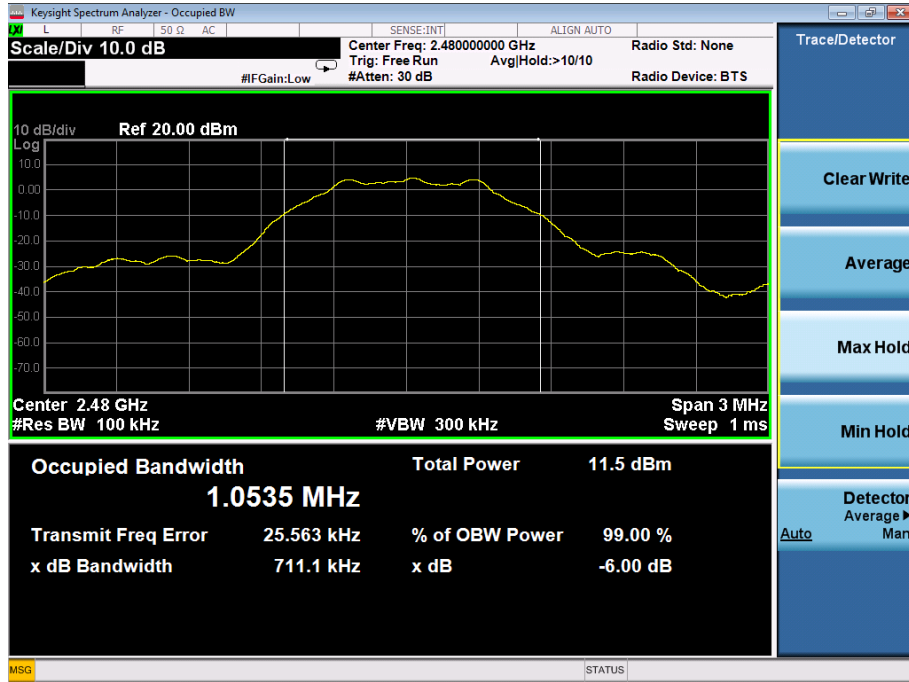 Keysight Spectrum Analyzer - Occupied BW
LXI L RF 50 Ω AC SENSE:INT ALIGN AUTO
Scale/Div 10.0 dB
Center Freq: 2.480000000 GHz Radio Std: None
Trig: Free Run Avg|Hold:>10/10
#IFGain:Low #Atten: 30 dB Radio Device: BTS
10 dB/div Ref 20.00 dBm
Log
10.0
0.00
-10.0
-20.0
-30.0
-40.0
-50.0
-60.0
-70.0
Center 2.48 GHz Span 3 MHz
#Res BW 100 kHz #VBW 300 kHz Sweep 1 ms
Occupied Bandwidth Total Power 11.5 dBm
1.0535 MHz
Transmit Freq Error 25.563 kHz % of OBW Power 99.00 %
x dB Bandwidth 711.1 kHz x dB -6.00 dB
MSG STATUS
Trace/Detector
Clear Write
Average
Max Hold
Min Hold
Detector
Average
Auto Man